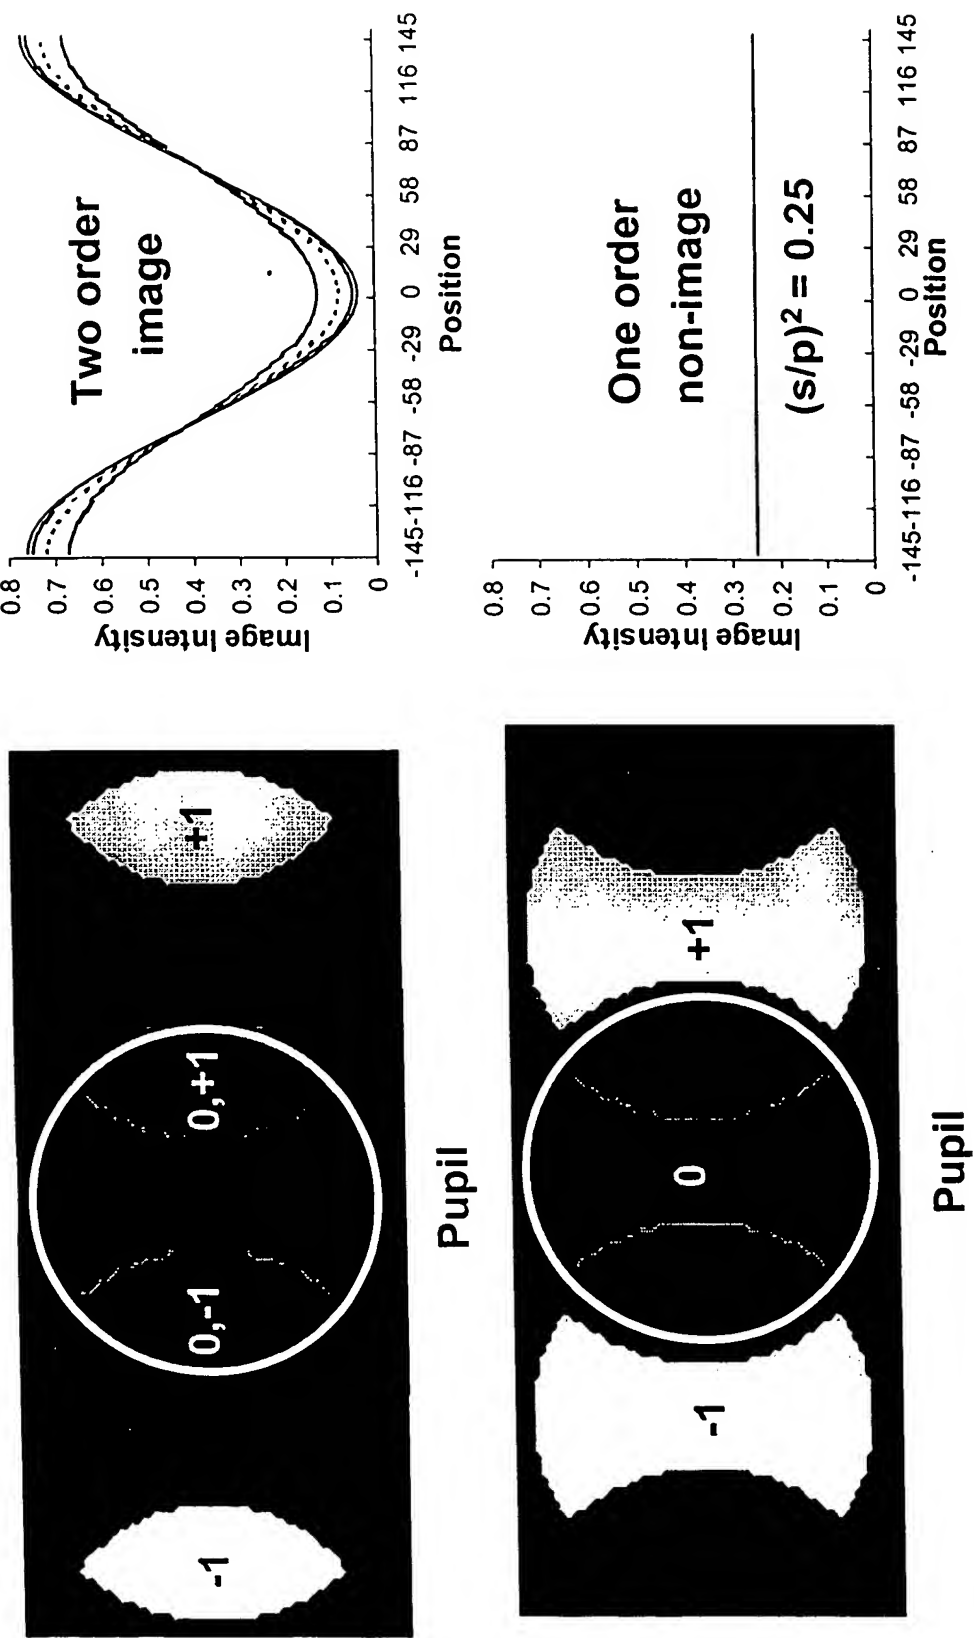 -1
0,-1
0,+1
+1
Pupil
Two order
image
Image Intensity
0.8
0.7
0.6
0.5
0.4
0.3
0.2
0.1
0
-145 -116 -87 -58 -29 0 29 58 87 116 145
Position
-1
0
+1
Pupil
One order
non-image
(s/p)² = 0.25
Image Intensity
0.8
0.7
0.6
0.5
0.4
0.3
0.2
0.1
0
-145 -116 -87 -58 -29 0 29 58 87 116 145
Position